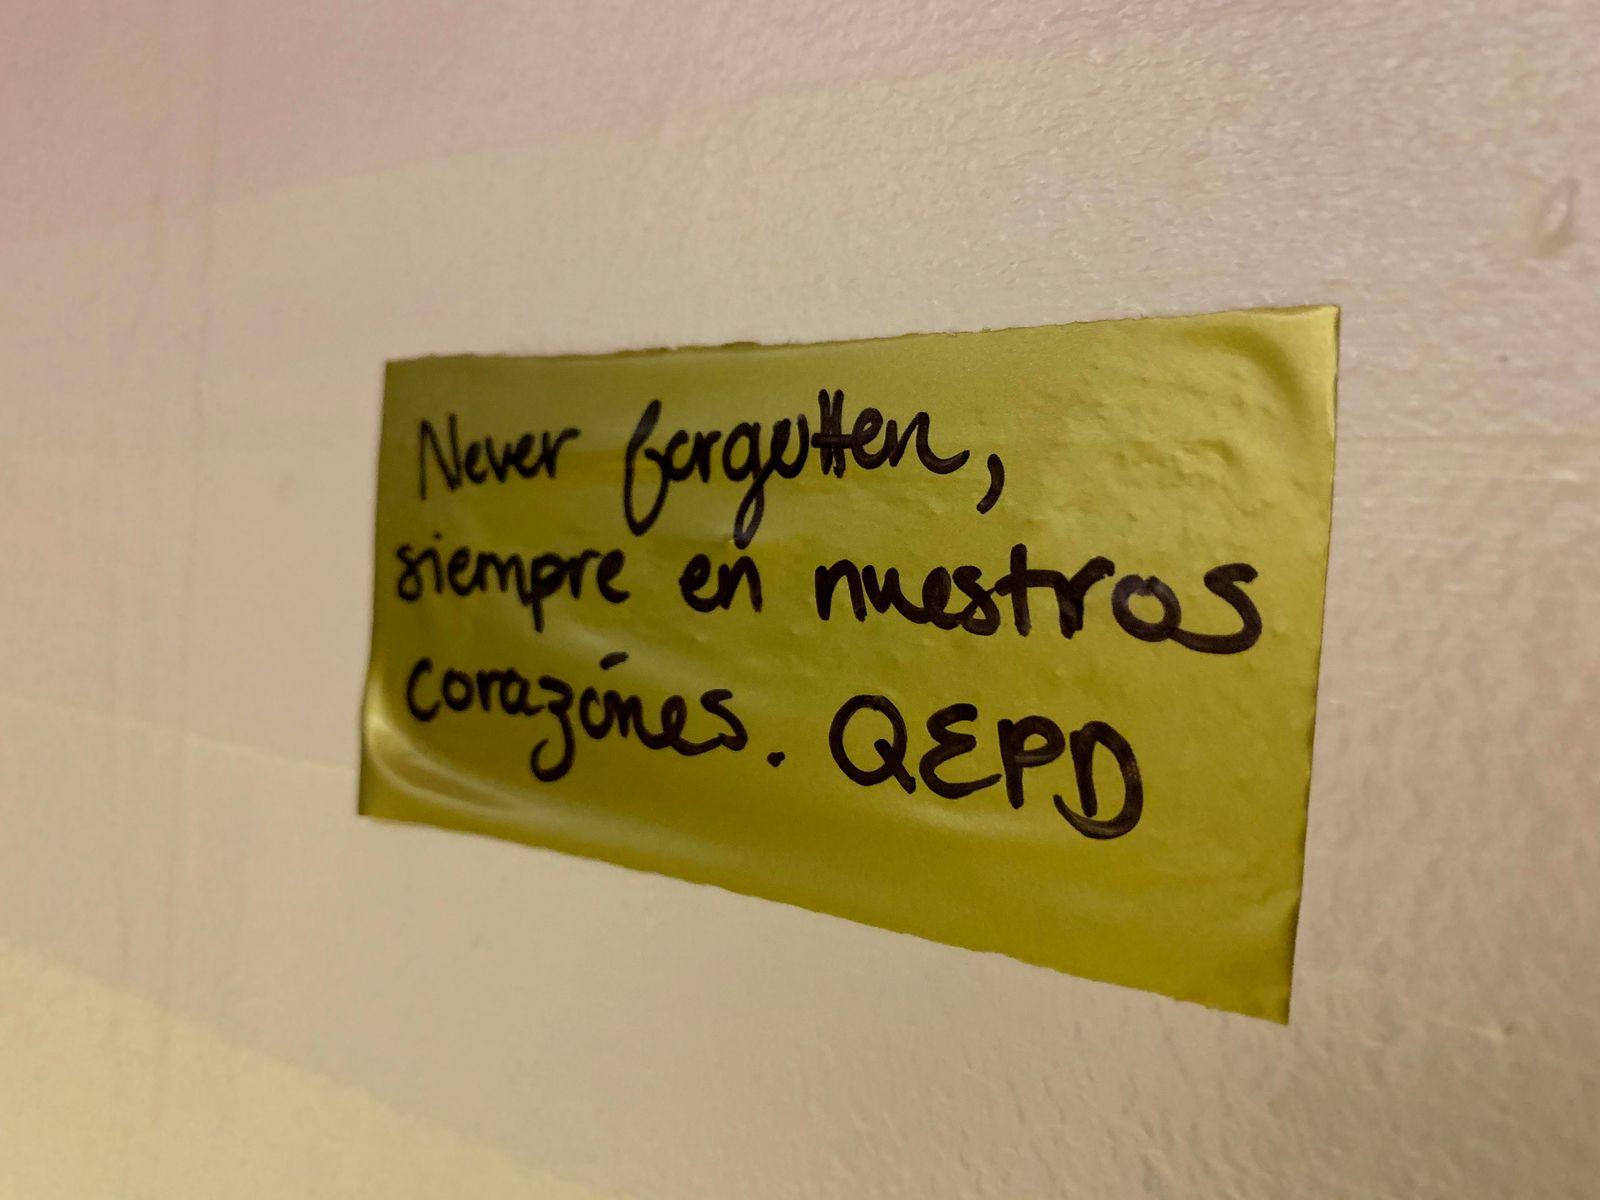 Never forgotten,
siempre en nuestros
corazónes. QEPD